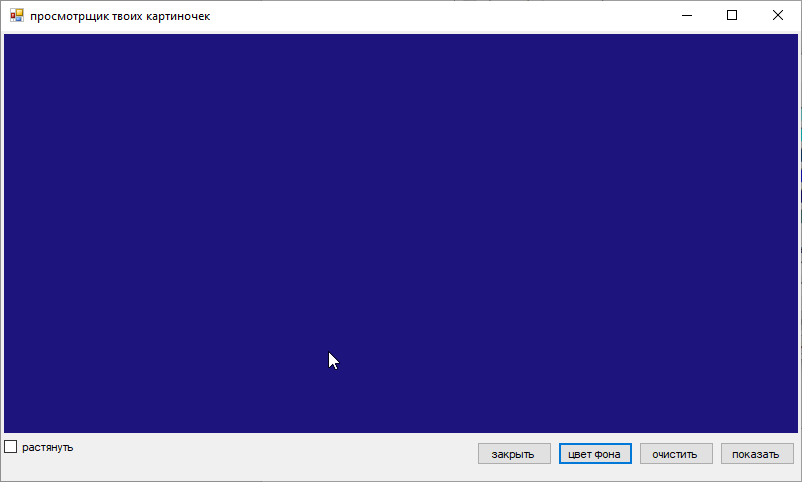 просмотрщик твоих картиночек
растянуть
закрыть цвет фона очистить показать